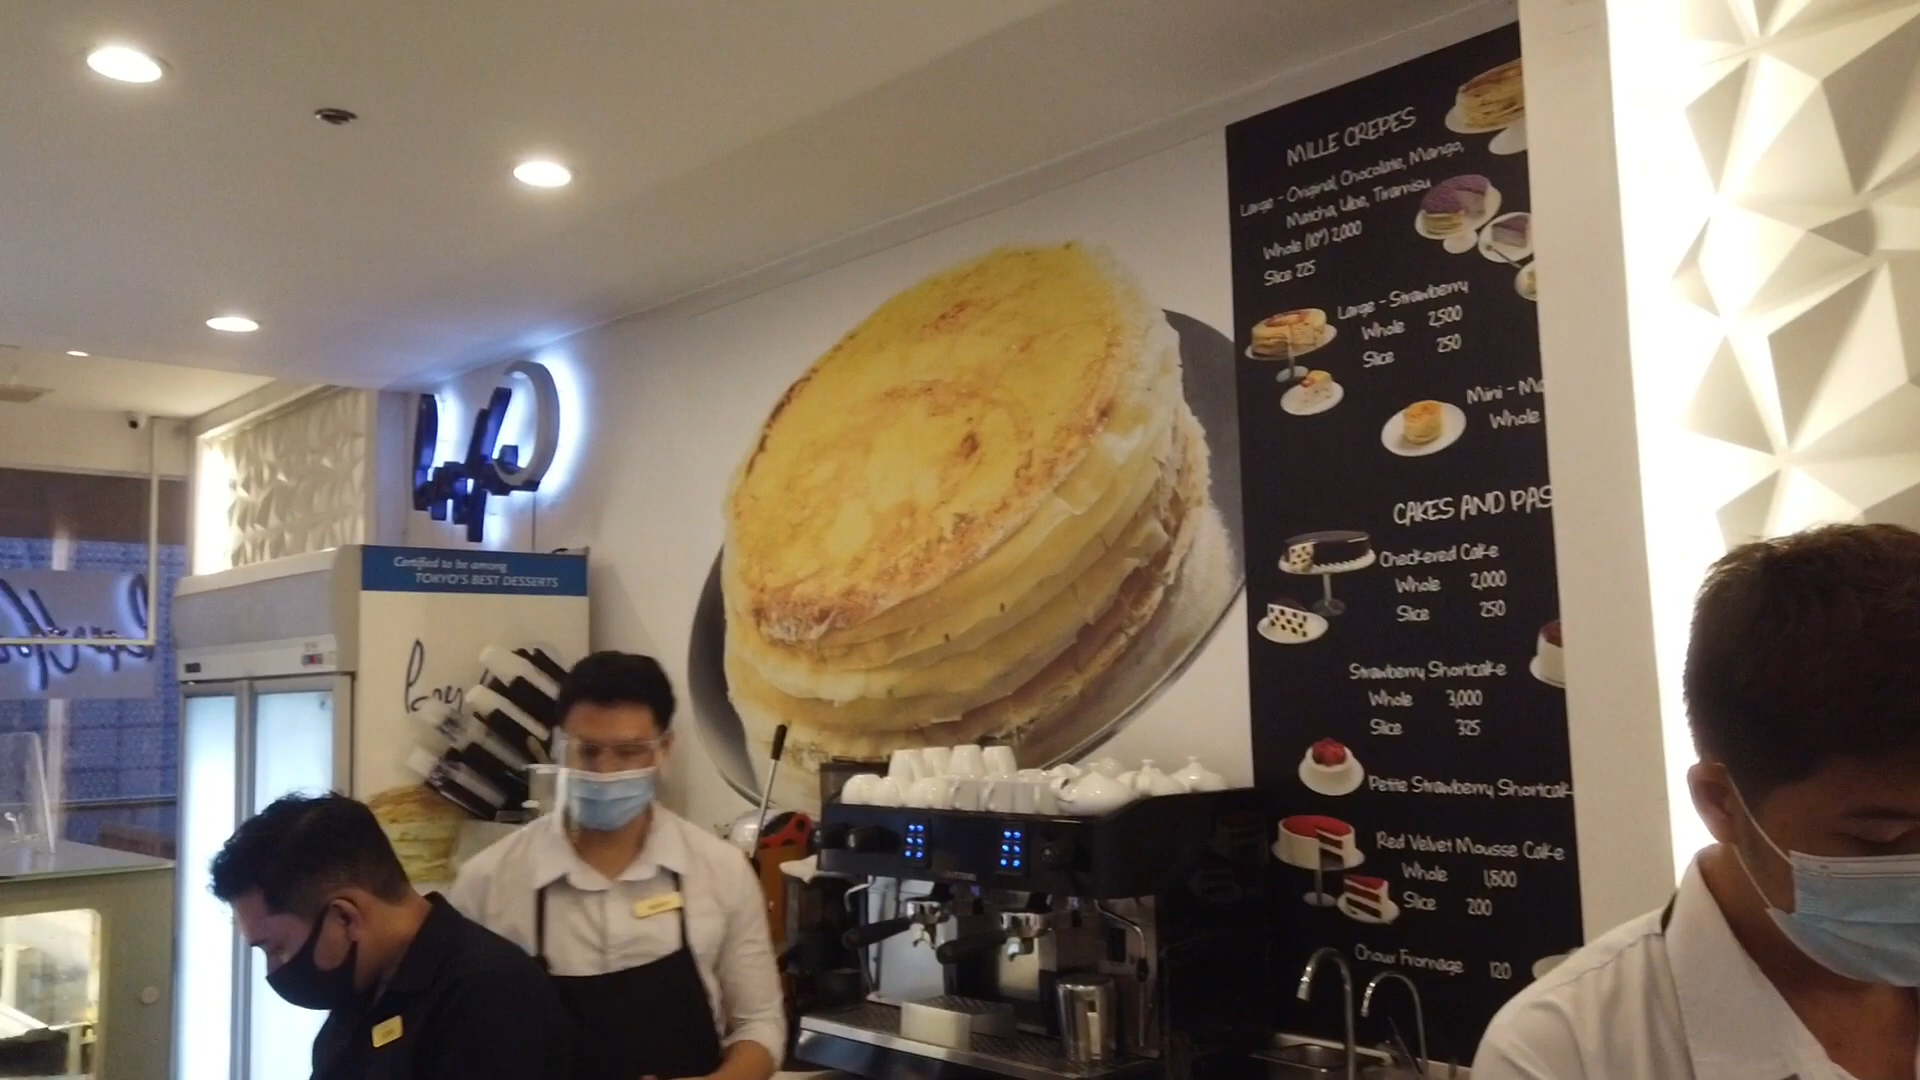 MILLE CREPES
Large - Original, Chocolate, Mango,
Matcha, Ube, Tiramisu
Whole (10") 2,000
Slice 225
Large - Strawberry
Whole 2,500
Slice 250
Mini -
Whole
CAKES AND PAS
Checkered Cake
Whole 2,000
Slice 250
Strawberry Shortcake
Whole 3,000
Slice 325
Petite Strawberry Shortcak
Red Velvet Mousse Cake
Whole 1,800
Slice 200
Choux Fromage 120
Certified to be among
TOKYO'S BEST DESSERTS